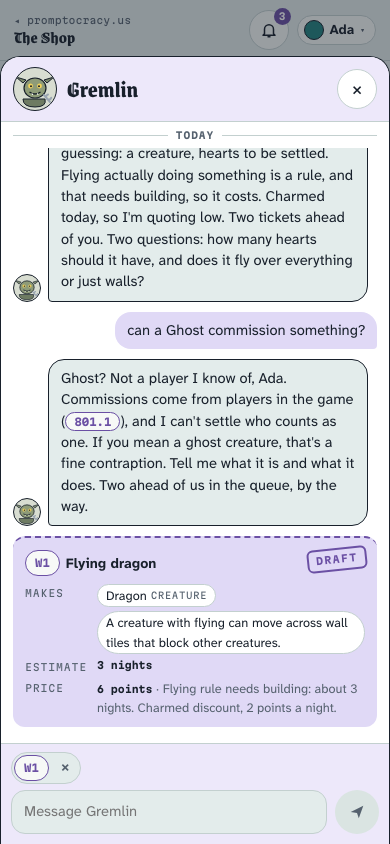 ◂ promptocracy.us
The Shop
3
Ada
Gremlin
×
TODAY
guessing: a creature, hearts to be settled.
Flying actually doing something is a rule, and
that needs building, so it costs. Charmed
today, so I'm quoting low. Two tickets ahead
of you. Two questions: how many hearts
should it have, and does it fly over everything
or just walls?
can a Ghost commission something?
Ghost? Not a player I know of, Ada.
Commissions come from players in the game
(801.1), and I can't settle who counts as
one. If you mean a ghost creature, that's a
fine contraption. Tell me what it is and what it
does. Two ahead of us in the queue, by the
way.
W1 Flying dragon DRAFT
MAKES Dragon CREATURE
A creature with flying can move across wall
tiles that block other creatures.
ESTIMATE 3 nights
PRICE 6 points · Flying rule needs building: about 3
nights. Charmed discount, 2 points a night.
W1 ×
Message Gremlin